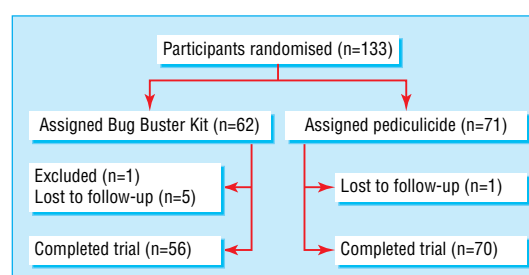 Participants randomised (n=133)
Assigned Bug Buster Kit (n=62)
Assigned pediculicide (n=71)
Excluded (n=1)
Lost to follow-up (n=5)
Lost to follow-up (n=1)
Completed trial (n=56)
Completed trial (n=70)